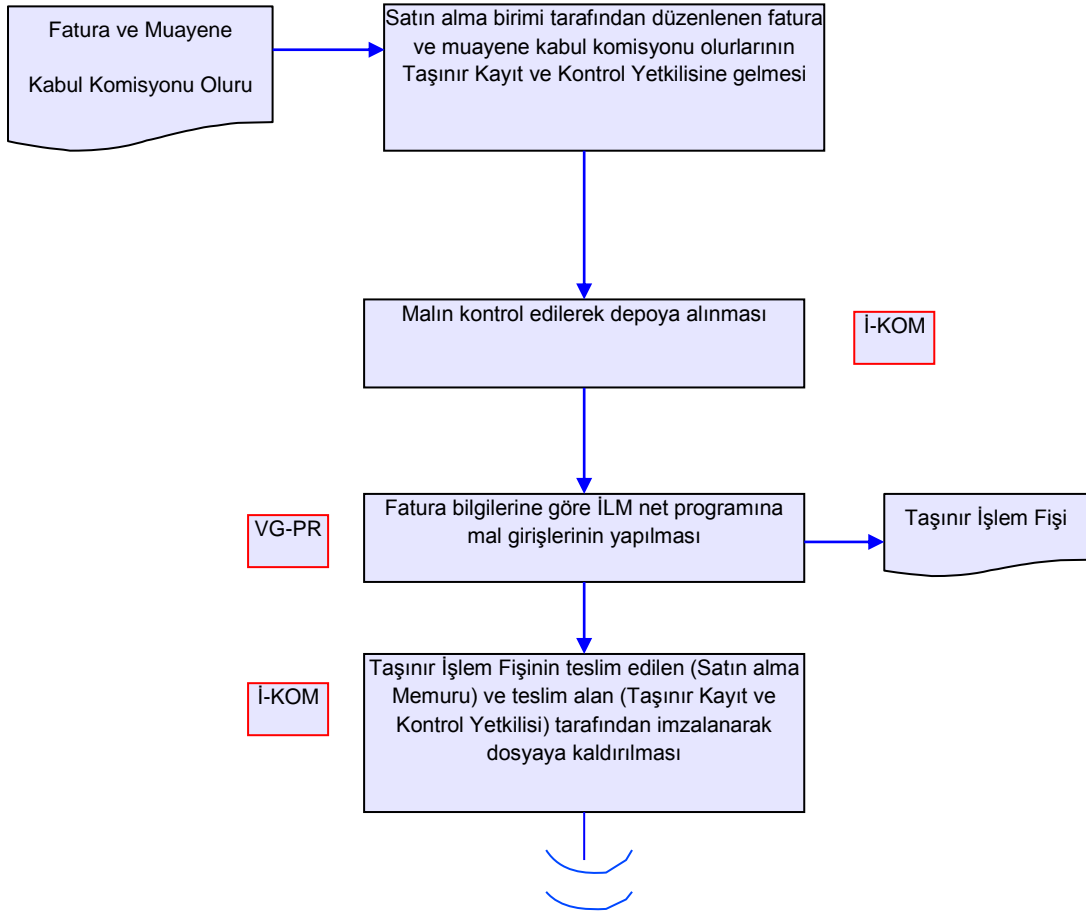 Fatura ve Muayene
Kabul Komisyonu Oluru
Satın alma birimi tarafından düzenlenen fatura
ve muayene kabul komisyonu olurlarının
Taşınır Kayıt ve Kontrol Yetkilisine gelmesi
Malın kontrol edilerek depoya alınması
İ-KOM
VG-PR
Fatura bilgilerine göre İLM net programına
mal girişlerinin yapılması
Taşınır İşlem Fişi
İ-KOM
Taşınır İşlem Fişinin teslim edilen (Satın alma
Memuru) ve teslim alan (Taşınır Kayıt ve
Kontrol Yetkilisi) tarafından imzalanarak
dosyaya kaldırılması